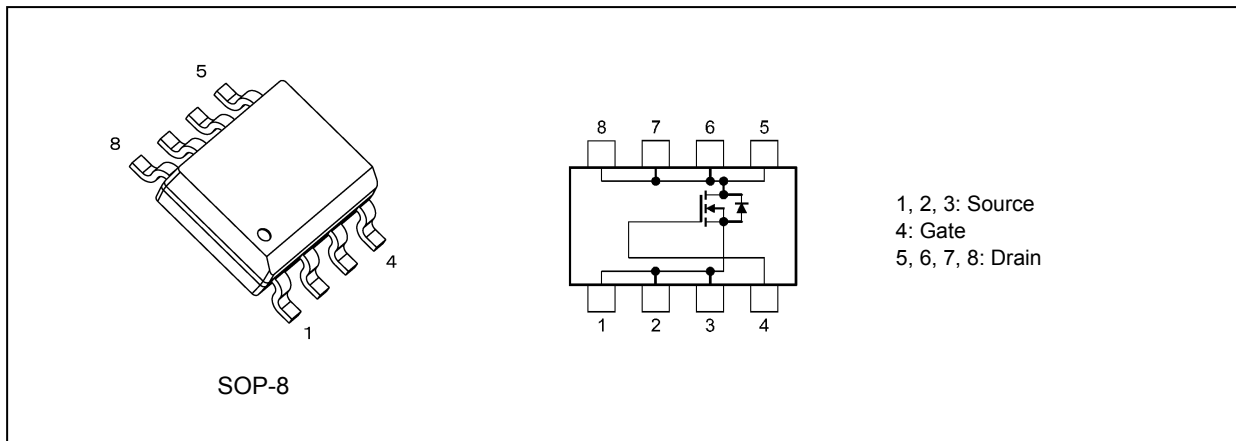 5
8
4
1
SOP-8
8 7 6 5
1 2 3 4
1, 2, 3: Source
4: Gate
5, 6, 7, 8: Drain